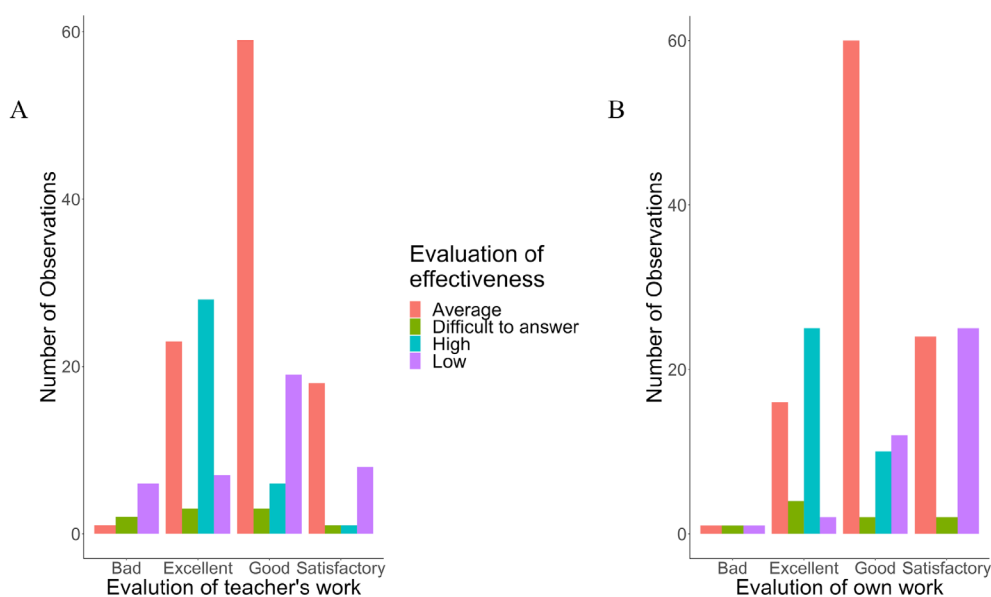 A
Number of Observations
60
40
20
0
Bad Excellent Good Satisfactory
Evalution of teacher's work
Evaluation of
effectiveness
Average
Difficult to answer
High
Low
B
Number of Observations
60
40
20
0
Bad Excellent Good Satisfactory
Evalution of own work